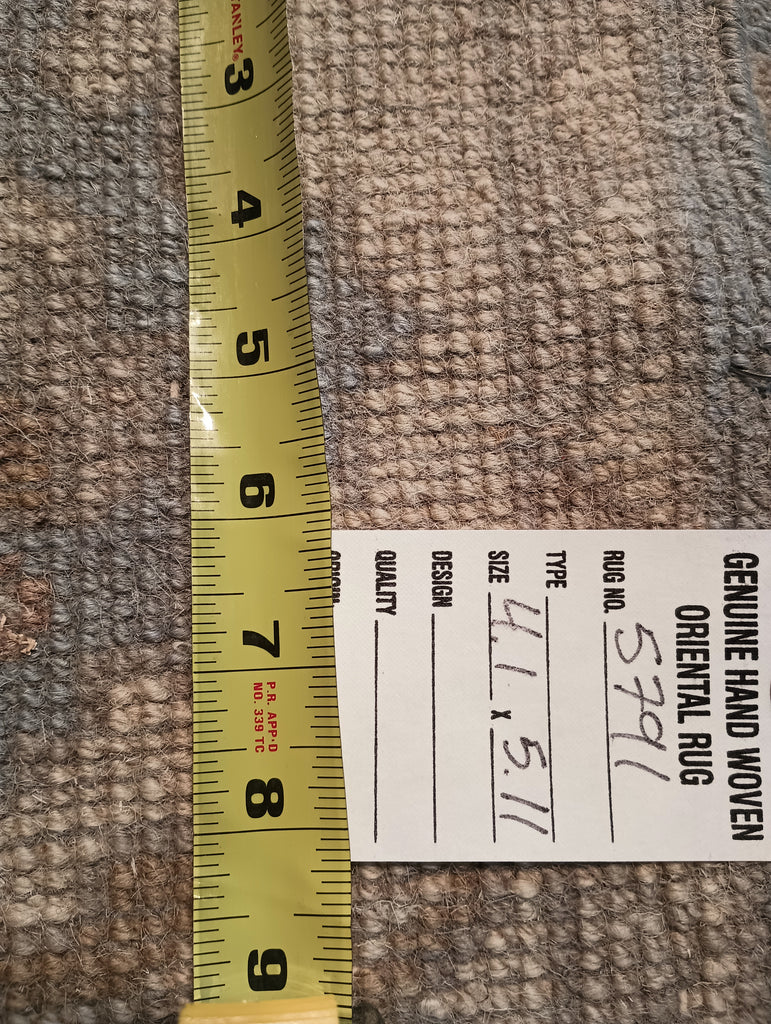 STANLEY®
3
4
5
6
7
P.R. APP'D
NO. 339 TC
8
9
GENUINE HAND WOVEN
ORIENTAL RUG
RUG NO. 5791
TYPE
SIZE 4.1 x 5.11
DESIGN
QUALITY